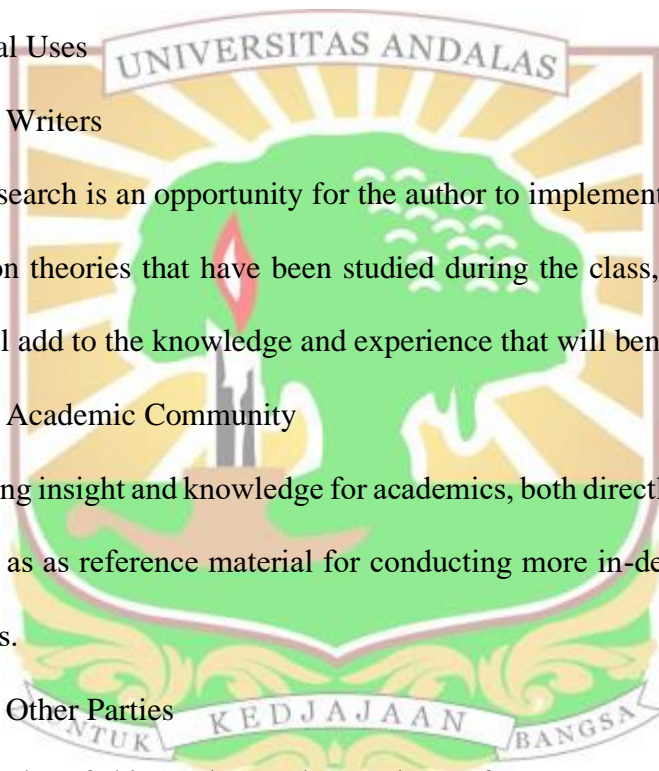 al Uses
UNIVERSITAS ANDALAS
Writers
search is an opportunity for the author to implement
on theories that have been studied during the class,
l add to the knowledge and experience that will ben
Academic Community
ng insight and knowledge for academics, both directl
as as reference material for conducting more in-de
s.
Other Parties
NTUK KEDJAJAAN BANGSA